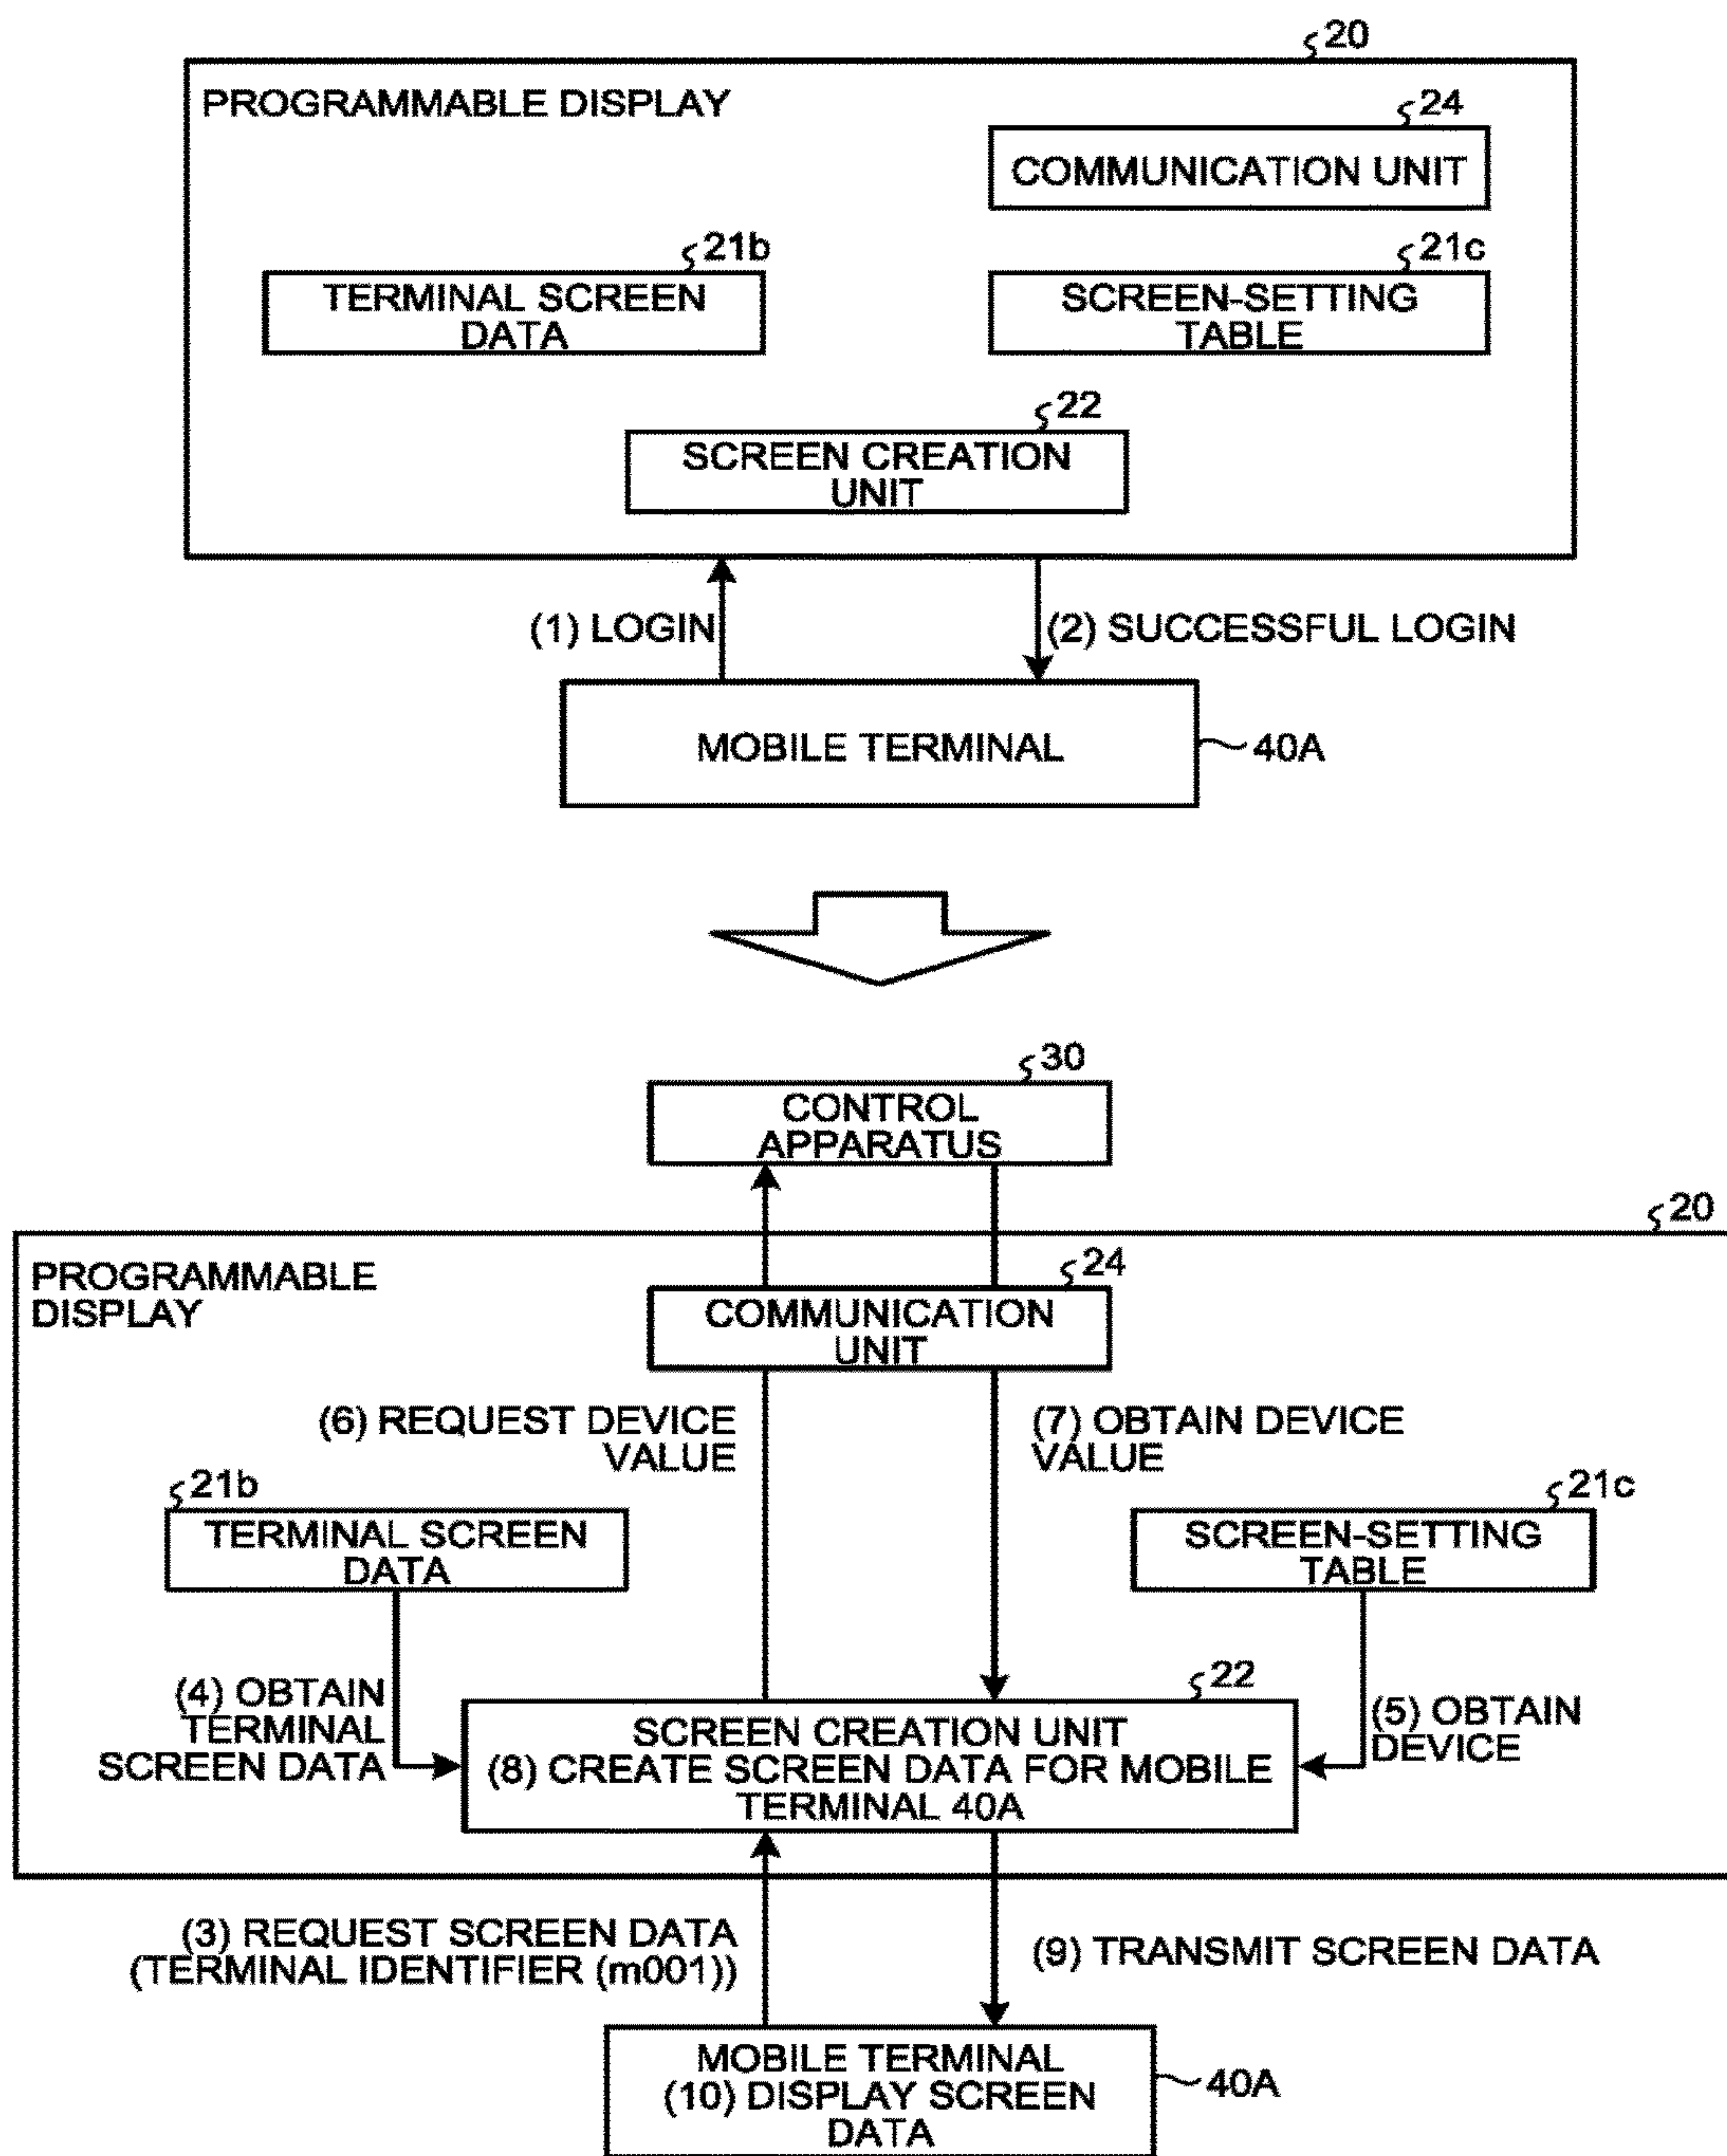 20
PROGRAMMABLE DISPLAY
24
COMMUNICATION UNIT
21b
TERMINAL SCREEN
DATA
21c
SCREEN-SETTING
TABLE
22
SCREEN CREATION
UNIT
(1) LOGIN
(2) SUCCESSFUL LOGIN
MOBILE TERMINAL
40A
30
CONTROL
APPARATUS
20
PROGRAMMABLE
DISPLAY
24
COMMUNICATION
UNIT
(6) REQUEST DEVICE
VALUE
(7) OBTAIN DEVICE
VALUE
21b
TERMINAL SCREEN
DATA
21c
SCREEN-SETTING
TABLE
(4) OBTAIN
TERMINAL
SCREEN DATA
22
SCREEN CREATION UNIT
(8) CREATE SCREEN DATA FOR MOBILE
TERMINAL 40A
(5) OBTAIN
DEVICE
(3) REQUEST SCREEN DATA
(TERMINAL IDENTIFIER (m001))
(9) TRANSMIT SCREEN DATA
MOBILE TERMINAL
(10) DISPLAY SCREEN
DATA
40A